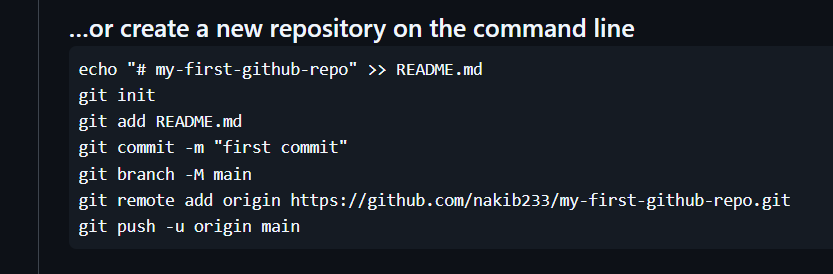 ...or create a new repository on the command line
echo "# my-first-github-repo" >> README.md
git init
git add README.md
git commit -m "first commit"
git branch -M main
git remote add origin https://github.com/nakib233/my-first-github-repo.git
git push -u origin main